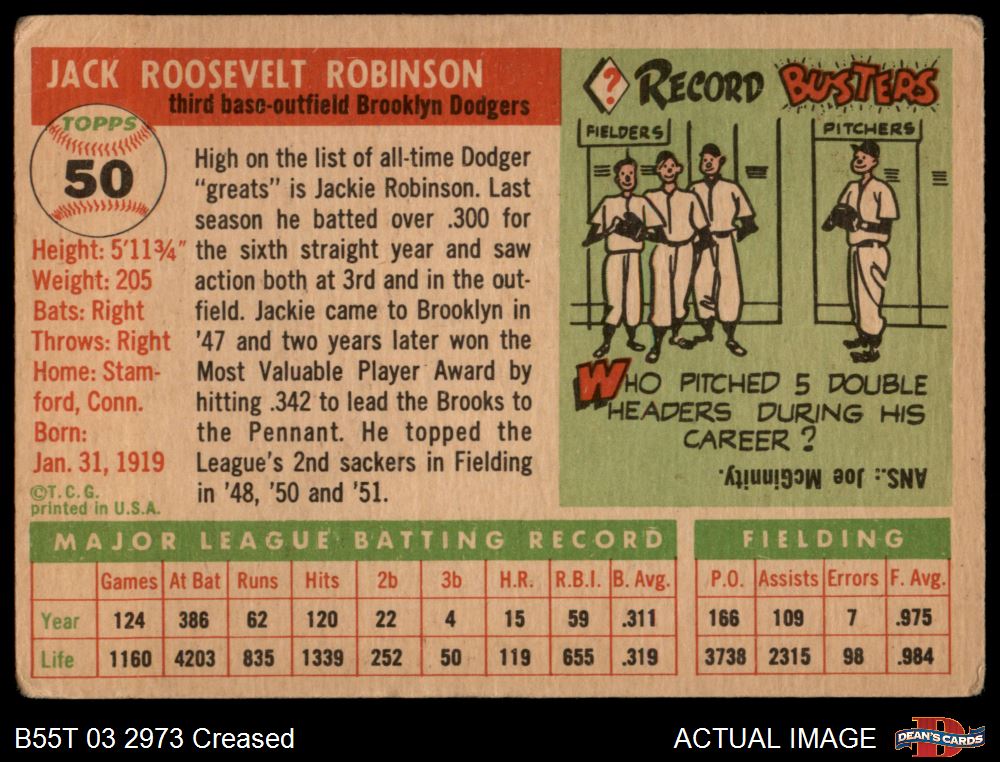 JACK ROOSEVELT ROBINSON
third base-outfield Brooklyn Dodgers
TOPPS
50
Height: 5'11¾"
Weight: 205
Bats: Right
Throws: Right
Home: Stam-
ford, Conn.
Born:
Jan. 31, 1919
©T.C.G.
printed in U.S.A.
High on the list of all-time Dodger
"greats" is Jackie Robinson. Last
season he batted over .300 for
the sixth straight year and saw
action both at 3rd and in the out-
field. Jackie came to Brooklyn in
'47 and two years later won the
Most Valuable Player Award by
hitting .342 to lead the Brooks to
the Pennant. He topped the
League's 2nd sackers in Fielding
in '48, '50 and '51.
? RECORD BUSTERS
FIELDERS
PITCHERS
WHO PITCHED 5 DOUBLE
HEADERS DURING HIS
CAREER?
ANS.: Joe McGinnity.
MAJOR LEAGUE BATTING RECORD
Games At Bat Runs Hits 2b 3b H.R. R.B.I. B. Avg.
Year 124 386 62 120 22 4 15 59 .311
Life 1160 4203 835 1339 252 50 119 655 .319
FIELDING
P.O. Assists Errors F. Avg.
166 109 7 .975
3738 2315 98 .984
B55T 03 2973 Creased
ACTUAL IMAGE
D
DEAN'S CARDS